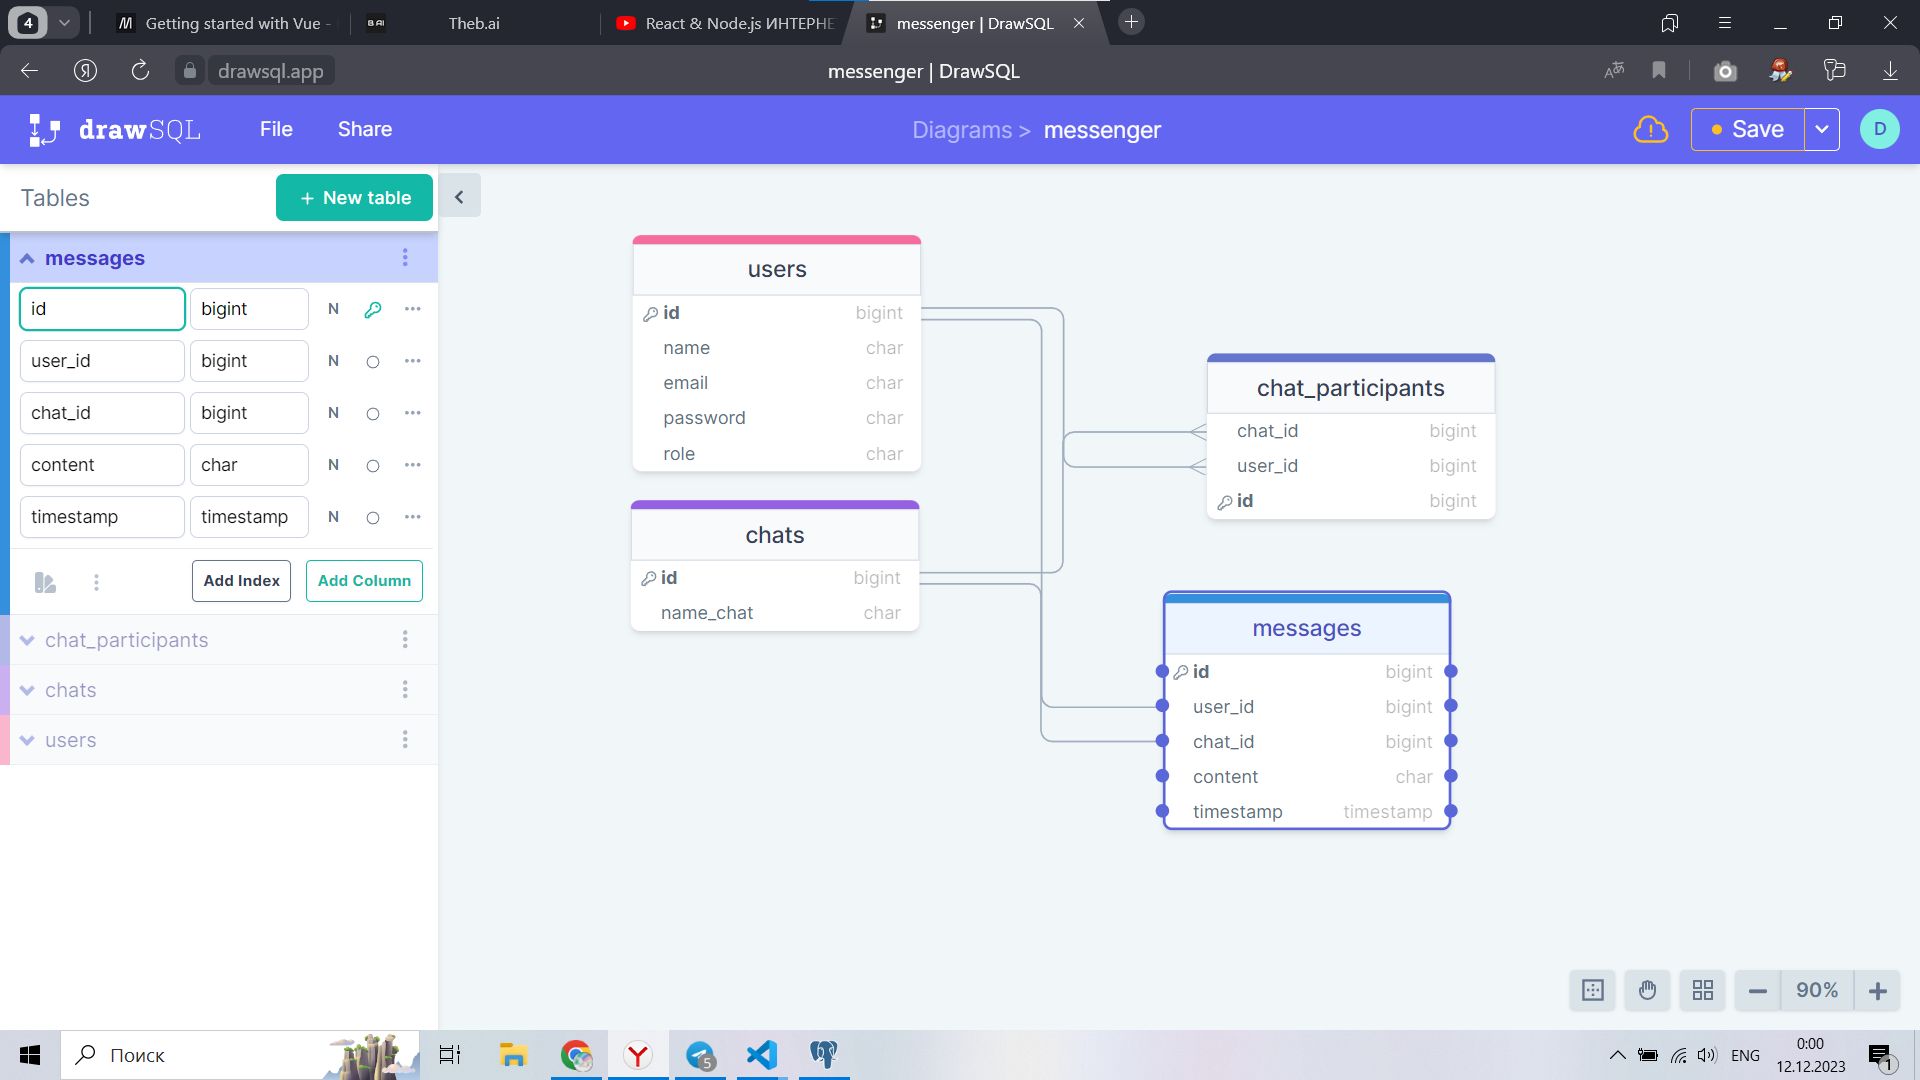 4
Getting started with Vue -
B AI
Theb.ai
React & Node.js ИНТЕРНЕ
messenger | DrawSQL
drawsql.app
messenger | DrawSQL
drawSQL
File
Share
Diagrams >
messenger
Save
D
Tables
+ New table
messages
id
bigint
N
user_id
bigint
N
chat_id
bigint
N
content
char
N
timestamp
timestamp
N
Add Index
Add Column
chat_participants
chats
users
users
id
bigint
name
char
email
char
password
char
role
char
chats
id
bigint
name_chat
char
chat_participants
chat_id
bigint
user_id
bigint
id
bigint
messages
id
bigint
user_id
bigint
chat_id
bigint
content
char
timestamp
timestamp
90%
Поиск
5
ENG
0:00
12.12.2023
1